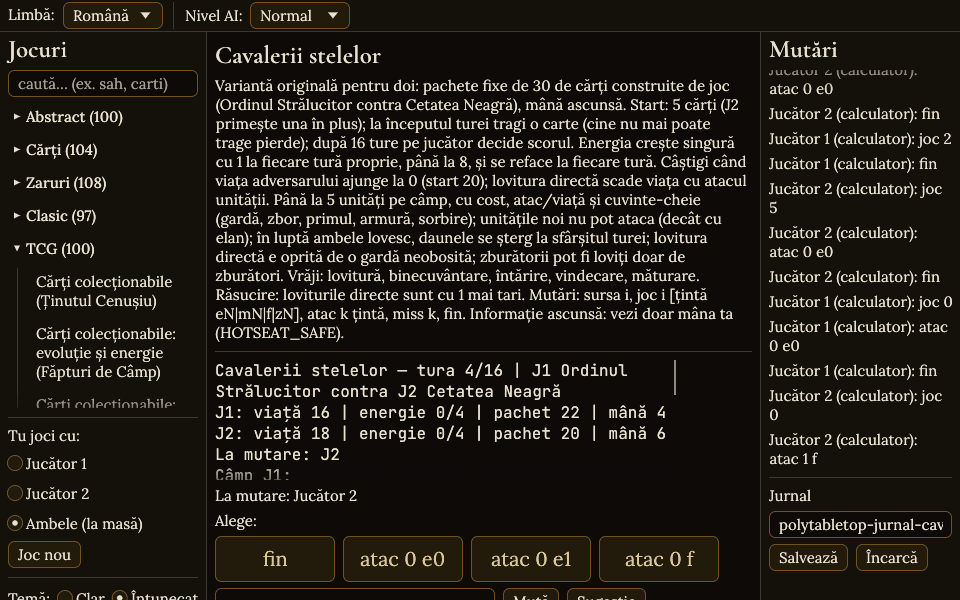 Limbă:
Română
Nivel AI:
Normal
Jocuri
caută... (ex. sah, carti)
Abstract (100)
Cărți (104)
Zaruri (108)
Clasic (97)
TCG (100)
Cărți colecționabile
(Ținutul Cenușiu)
Cărți colecționabile:
evoluție și energie
(Făpturi de Câmp)
Cărți colecționabile:
Tu joci cu:
Jucător 1
Jucător 2
Ambele (la masă)
Joc nou
Temă:
Clar
Întunecat
Cavalerii stelelor
Variantă originală pentru doi: pachete fixe de 30 de cărți construite de joc
(Ordinul Strălucitor contra Cetatea Neagră), mână ascunsă. Start: 5 cărți (J2
primește una în plus); la începutul turei tragi o carte (cine nu mai poate
trage pierde); după 16 ture pe jucător decide scorul. Energia crește singură
cu 1 la fiecare tură proprie, până la 8, și se reface la fiecare tură. Câștigi când
viața adversarului ajunge la 0 (start 20); lovitura directă scade viața cu atacul
unității. Până la 5 unități pe câmp, cu cost, atac/viață și cuvinte-cheie
(gardă, zbor, primul, armură, sorbire); unitățile noi nu pot ataca (decât cu
elan); în luptă ambele lovesc, daunele se șterg la sfârșitul turei; lovitura
directă e oprită de o gardă neobosită; zburătorii pot fi loviți doar de
zburători. Vrăji: lovitură, binecuvântare, întărire, vindecare, măturare.
Răsucire: loviturile directe sunt cu 1 mai tari. Mutări: sursa i, joc i [țintă
eN|mN|f|zN], atac k țintă, miss k, fin. Informație ascunsă: vezi doar mâna ta
(HOTSEAT_SAFE).
Cavalerii stelelor — tura 4/16 | J1 Ordinul
Strălucitor contra J2 Cetatea Neagră
J1: viață 16 | energie 0/4 | pachet 22 | mână 4
J2: viață 18 | energie 0/4 | pachet 20 | mână 6
La mutare: J2
Câmp J1:
La mutare: Jucător 2
Alege:
fin
atac 0 e0
atac 0 e1
atac 0 f
Mută
Sugestie
Mutări
Jucător 2 (calculator):
atac 0 e0
Jucător 2 (calculator): fin
Jucător 1 (calculator): joc 2
Jucător 1 (calculator): fin
Jucător 2 (calculator): joc
5
Jucător 2 (calculator):
atac 0 e0
Jucător 2 (calculator): fin
Jucător 1 (calculator): joc 0
Jucător 1 (calculator): atac
0 e0
Jucător 1 (calculator): fin
Jucător 2 (calculator): joc
0
Jucător 2 (calculator):
atac 1 f
Jurnal
polytabletop-jurnal-cav
Salvează
Încarcă